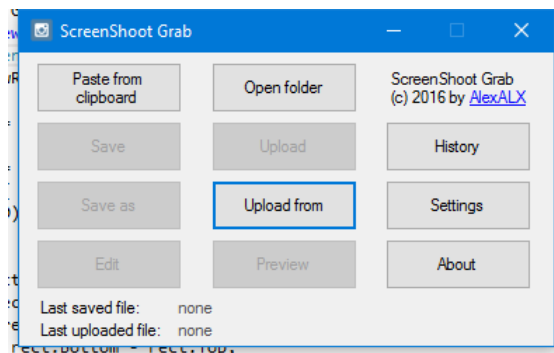 ScreenShoot Grab
Paste from
clipboard
Open folder
ScreenShoot Grab
(c) 2016 by AlexALX
Save
Upload
History
Save as
Upload from
Settings
Edit
Preview
About
Last saved file: none
Last uploaded file: none
rect.Bottom - rect.Top,